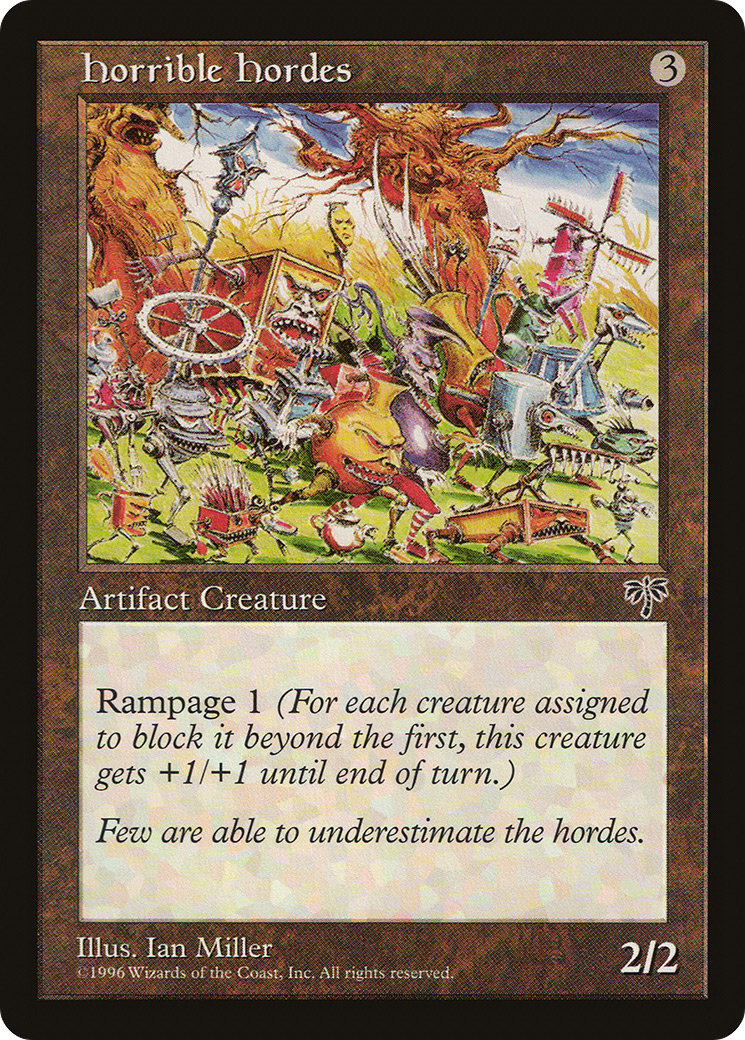 Horrible Hordes
3
Artifact Creature
Rampage 1 (For each creature assigned
to block it beyond the first, this creature
gets +1/+1 until end of turn.)
Few are able to underestimate the hordes.
Illus. Ian Miller
2/2
©1996 Wizards of the Coast, Inc. All rights reserved.